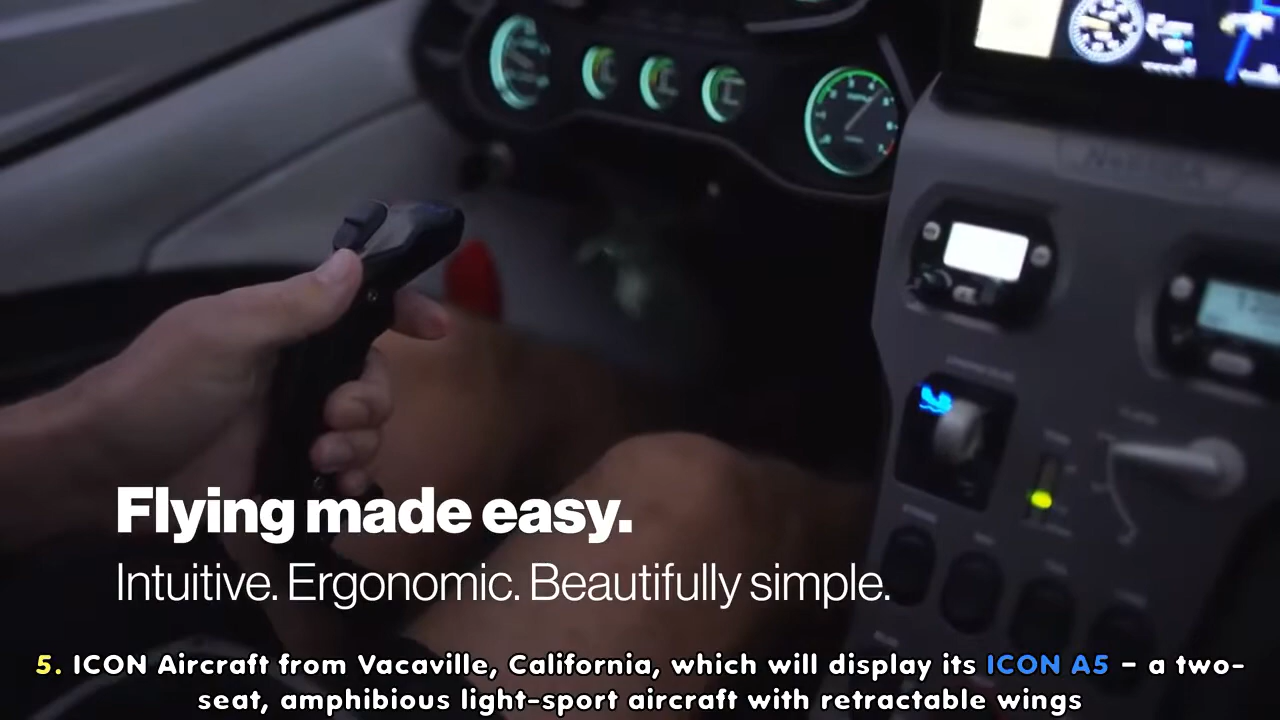 Flying made easy.
Intuitive. Ergonomic. Beautifully simple.
5. ICON Aircraft from Vacaville, California, which will display its ICON A5 – a two-
seat, amphibious light-sport aircraft with retractable wings